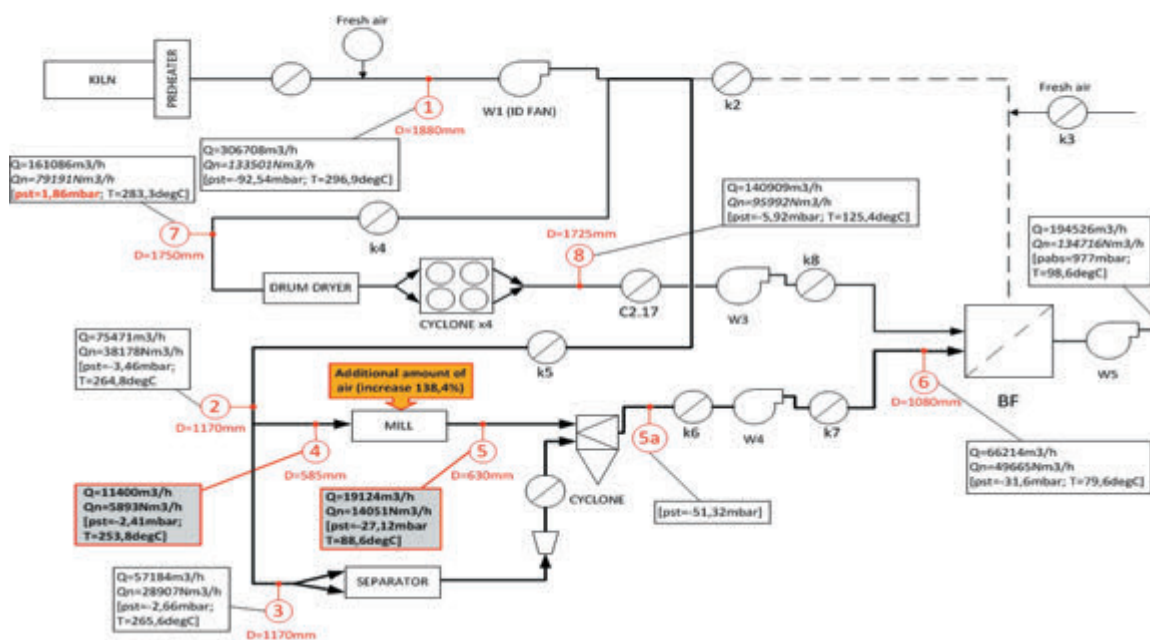 Fresh air
KILN
PREHEATER
1
D=1880mm
W1 (ID FAN)
k2
Fresh air
k3
Q=306708m3/h
Qn=133501Nm3/h
[pst=-92,54mbar; T=296,9degC]
Q=161086m3/h
Qn=79191Nm3/h
[pst=1,86mbar; T=283,3degC]
7
D=1750mm
k4
D=1725mm
8
Q=140909m3/h
Qn=95992Nm3/h
[pst=-5,92mbar; T=125,4degC]
Q=194526m3/h
Qn=134716Nm3/h
[pabs=977mbar;
T=98,6degC]
DRUM DRYER
CYCLONE x4
C2.17
W3
k8
W5
BF
Q=75471m3/h
Qn=38178Nm3/h
[pst=-3,46mbar;
T=264,8degC
k5
2
D=1170mm
Additional amount of
air (increase 138,4%)
MILL
4
D=585mm
5
D=630mm
5a
k6
W4
k7
6
D=1080mm
CYCLONE
Q=11400m3/h
Qn=5893Nm3/h
[pst=-2,41mbar;
T=253,8degC]
Q=19124m3/h
Qn=14051Nm3/h
[pst=-27,12mbar
T=88,6degC]
[pst=-51,32mbar]
Q=66214m3/h
Qn=49665Nm3/h
[pst=-31,6mbar; T=79,6degC]
Q=57184m3/h
Qn=28907Nm3/h
[pst=-2,66mbar;
T=265,6degC]
3
D=1170mm
SEPARATOR